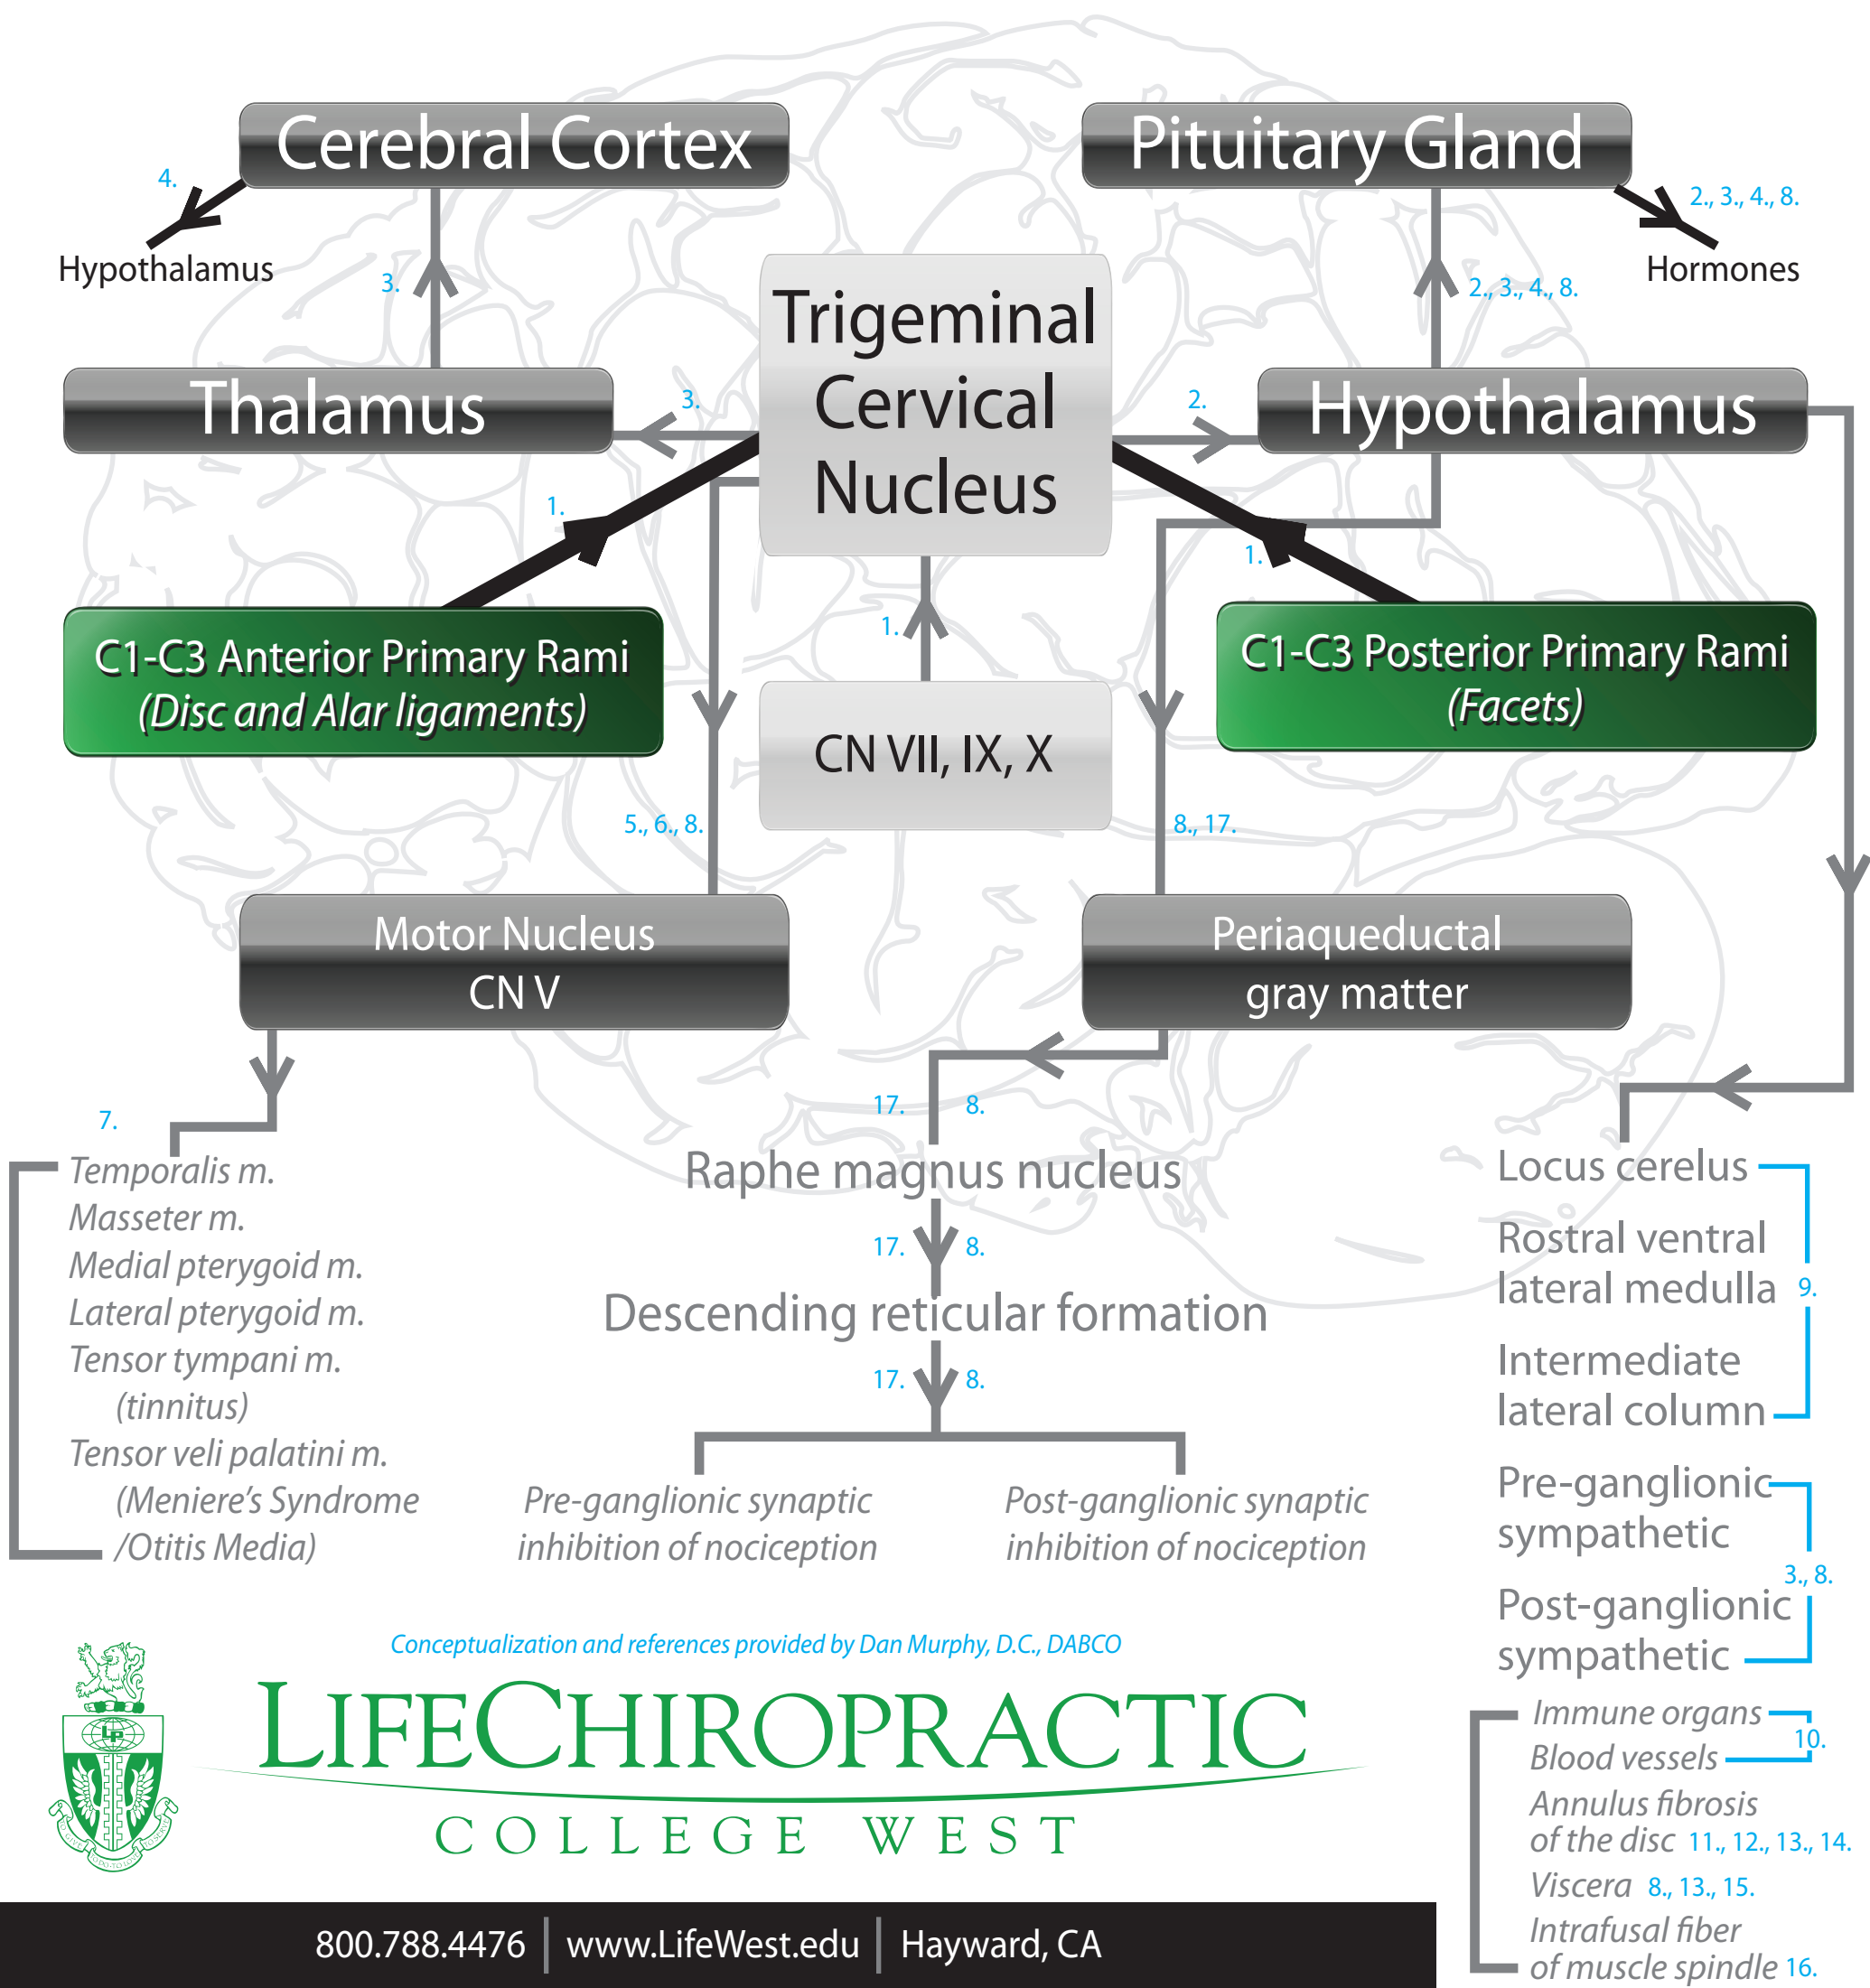 Cerebral Cortex
Pituitary Gland
4.
2., 3., 4., 8.
Hypothalamus
Hormones
3.
2., 3., 4., 8.
Trigeminal
Cervical
Nucleus
Thalamus
3.
2.
Hypothalamus
1.
1.
C1-C3 Anterior Primary Rami
(Disc and Alar ligaments)
1.
C1-C3 Posterior Primary Rami
(Facets)
CN VII, IX, X
5., 6., 8.
8., 17.
Motor Nucleus
CN V
Periaqueductal
gray matter
7.
Temporalis m.
Masseter m.
Medial pterygoid m.
Lateral pterygoid m.
Tensor tympani m.
(tinnitus)
Tensor veli palatini m.
(Meniere's Syndrome
/Otitis Media)
17. 8.
Raphe magnus nucleus
17. 8.
Descending reticular formation
17. 8.
Pre-ganglionic synaptic
inhibition of nociception
Post-ganglionic synaptic
inhibition of nociception
Locus cerelus
Rostral ventral
lateral medulla 9.
Intermediate
lateral column
Pre-ganglionic
sympathetic
3., 8.
Post-ganglionic
sympathetic
Immune organs
10.
Blood vessels
Annulus fibrosis
of the disc 11., 12., 13., 14.
Viscera 8., 13., 15.
Intrafusal fiber
of muscle spindle 16.
Conceptualization and references provided by Dan Murphy, D.C., DABCO
LP
LIFECHIROPRACTIC
COLLEGE WEST
800.788.4476 | www.LifeWest.edu | Hayward, CA